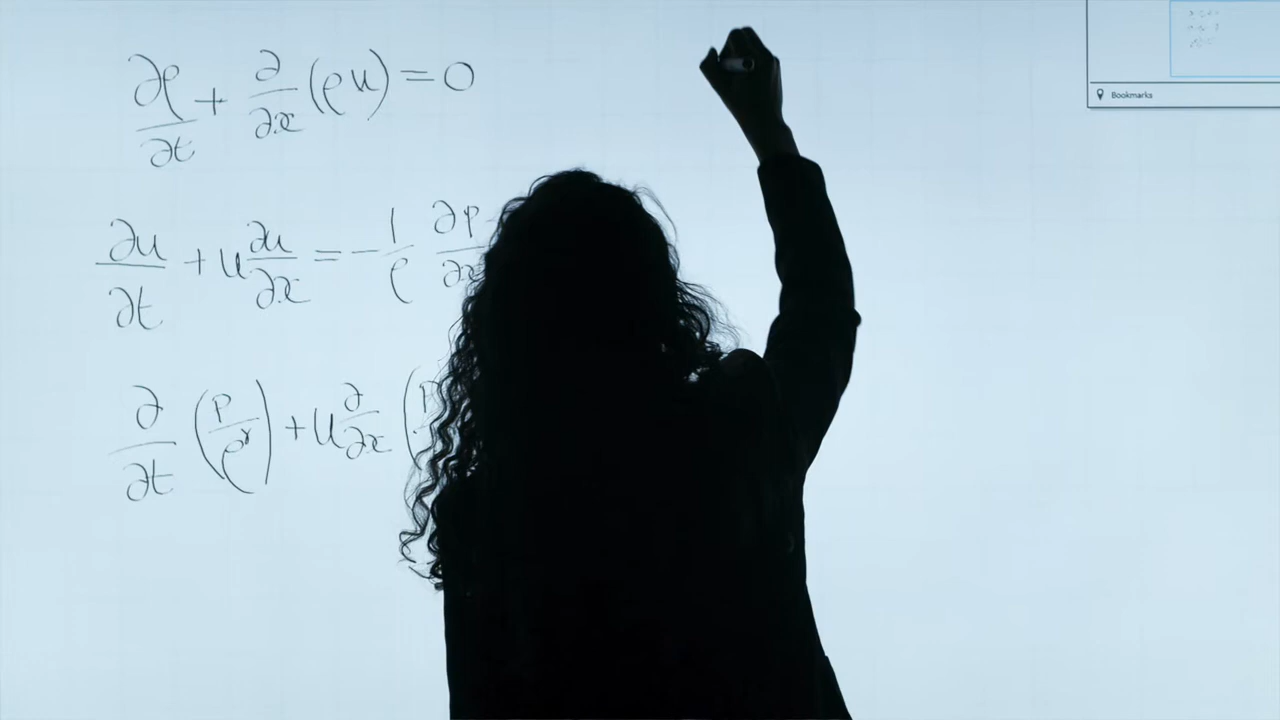 ∂ρ/∂t + ∂/∂x (ρu) = 0
∂u/∂t + u ∂u/∂x = - 1/ρ ∂p/∂x
∂/∂t (p/ρ^γ) + u ∂/∂x (p
Bookmarks